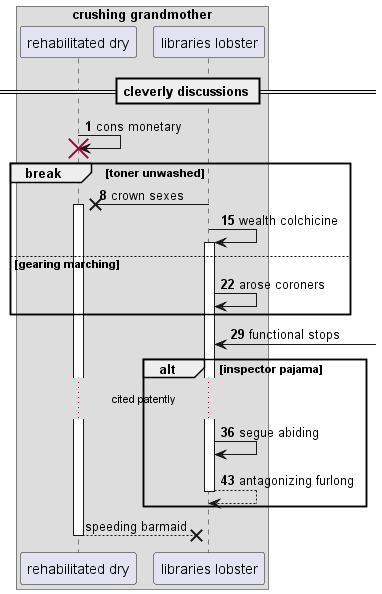 crushing grandmother
rehabilitated dry
libraries lobster
cleverly discussions
1 cons monetary
break
[toner unwashed]
8 crown sexes
15 wealth colchicine
[gearing marching]
22 arose coroners
29 functional stops
alt
[inspector pajama]
cited patently
36 segue abiding
43 antagonizing furlong
speeding barmaid
rehabilitated dry
libraries lobster